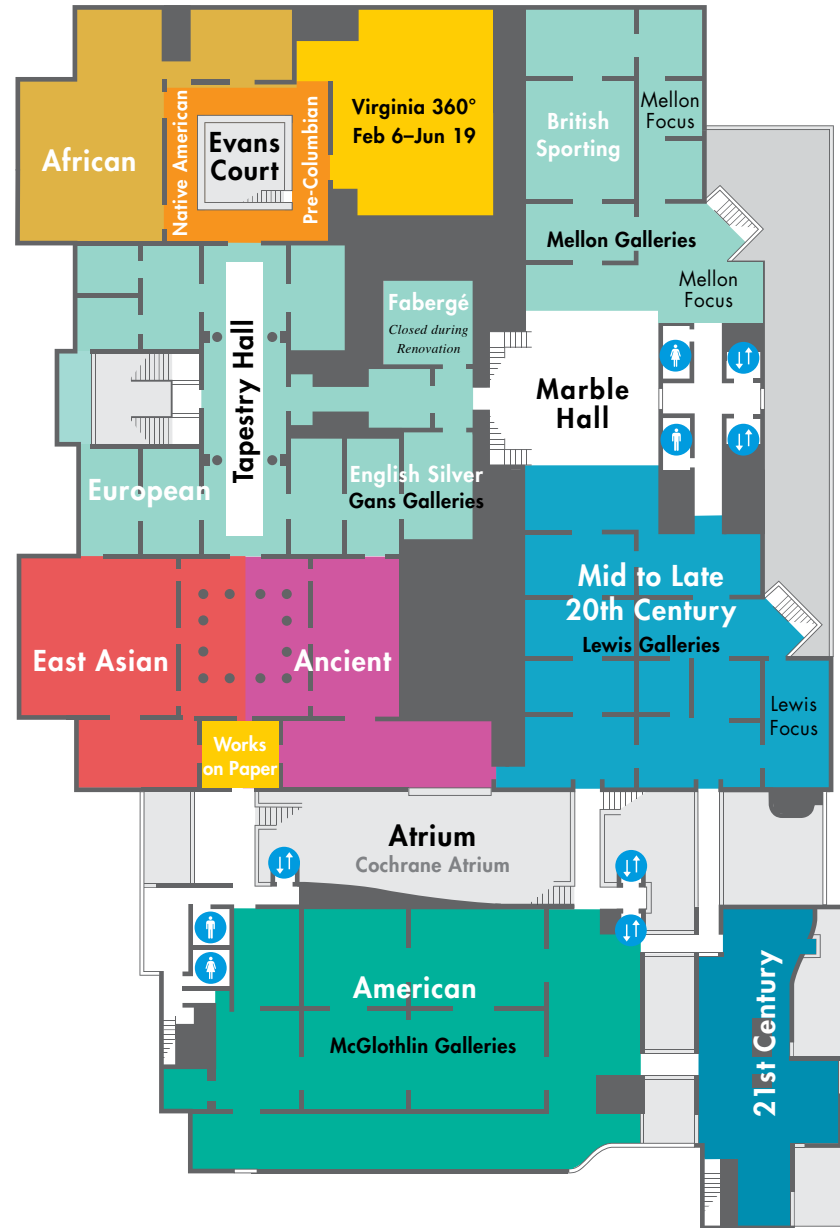 Virginia 360°
Feb 6–Jun 19
African
Native American
Evans
Court
Pre-Columbian
British
Sporting
Mellon
Focus
Mellon Galleries
Mellon
Focus
Fabergé
Closed during
Renovation
Tapestry Hall
Marble
Hall
European
English Silver
Gans Galleries
East Asian
Ancient
Mid to Late
20th Century
Lewis Galleries
Lewis
Focus
Works
on Paper
Atrium
Cochrane Atrium
American
McGlothlin Galleries
21st Century